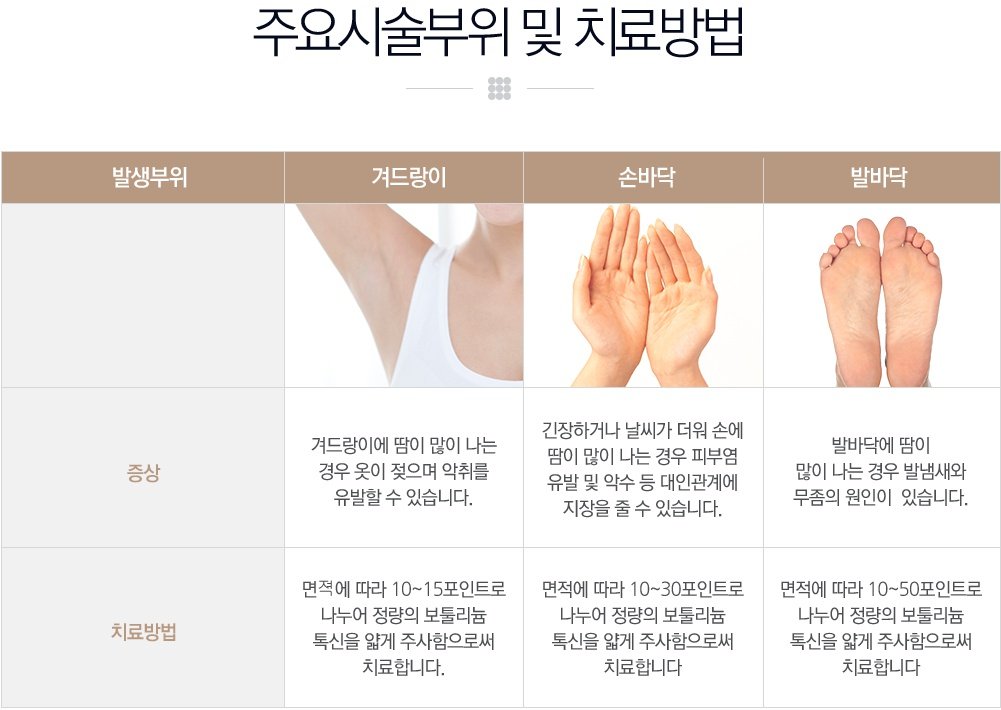 주요시술부위 및 치료방법
발생부위
겨드랑이
손바닥
발바닥
증상
겨드랑이에 땀이 많이 나는
경우 옷이 젖으며 악취를
유발할 수 있습니다.
긴장하거나 날씨가 더워 손에
땀이 많이 나는 경우 피부염
유발 및 악수 등 대인관계에
지장을 줄 수 있습니다.
발바닥에 땀이
많이 나는 경우 발냄새와
무좀의 원인이 있습니다.
치료방법
면젹에 따라 10~15포인트로
나누어 정량의 보툴리늄
톡신을 얇게 주사함으로써
치료합니다.
면적에 따라 10~30포인트로
나누어 정량의 보툴리늄
톡신을 얇게 주사함으로써
치료합니다
면적에 따라 10~50포인트로
나누어 정량의 보툴리늄
톡신을 얇게 주사함으로써
치료합니다